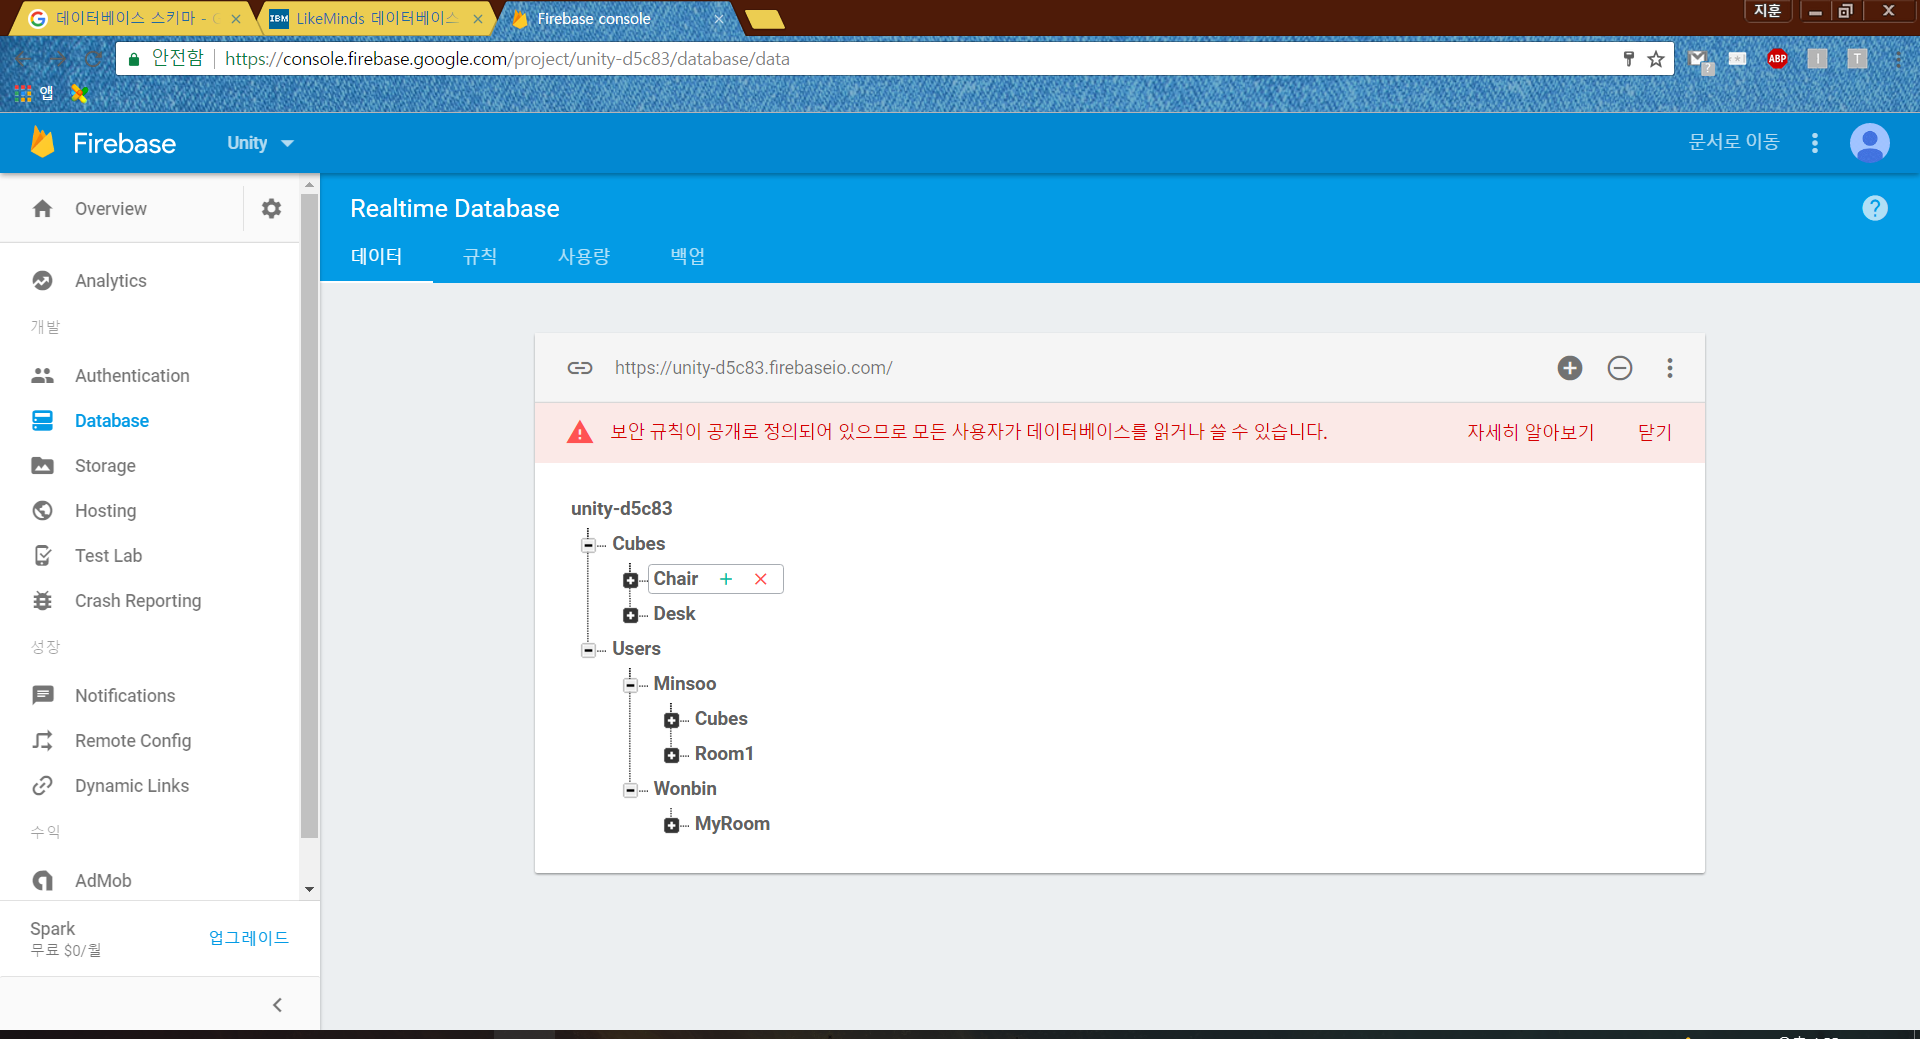 데이터베이스 스키마 -
LikeMinds 데이터베이스
Firebase console
지훈
안전함
https://console.firebase.google.com/project/unity-d5c83/database/data
ABP
I
T
앱
Firebase
Unity
문서로 이동
Overview
Realtime Database
데이터
규칙
사용량
백업
Analytics
개발
Authentication
Database
Storage
Hosting
Test Lab
Crash Reporting
성장
Notifications
Remote Config
Dynamic Links
수익
AdMob
Spark
무료 $0/월
업그레이드
https://unity-d5c83.firebaseio.com/
보안 규칙이 공개로 정의되어 있으므로 모든 사용자가 데이터베이스를 읽거나 쓸 수 있습니다.
자세히 알아보기
닫기
unity-d5c83
Cubes
Chair
Desk
Users
Minsoo
Cubes
Room1
Wonbin
MyRoom